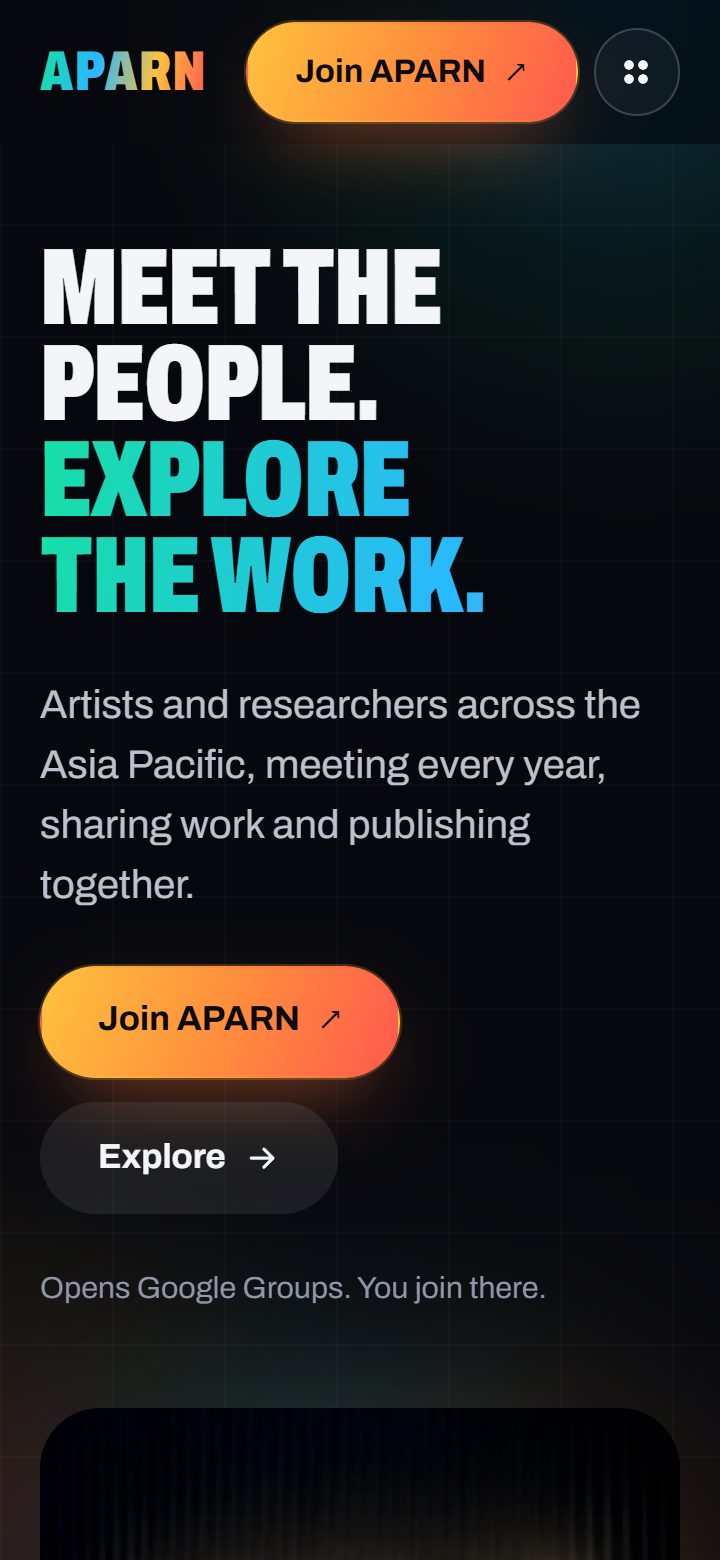 APARN
Join APARN ↗
MEET THE
PEOPLE.
EXPLORE
THE WORK.
Artists and researchers across the
Asia Pacific, meeting every year,
sharing work and publishing
together.
Join APARN ↗
Explore →
Opens Google Groups. You join there.